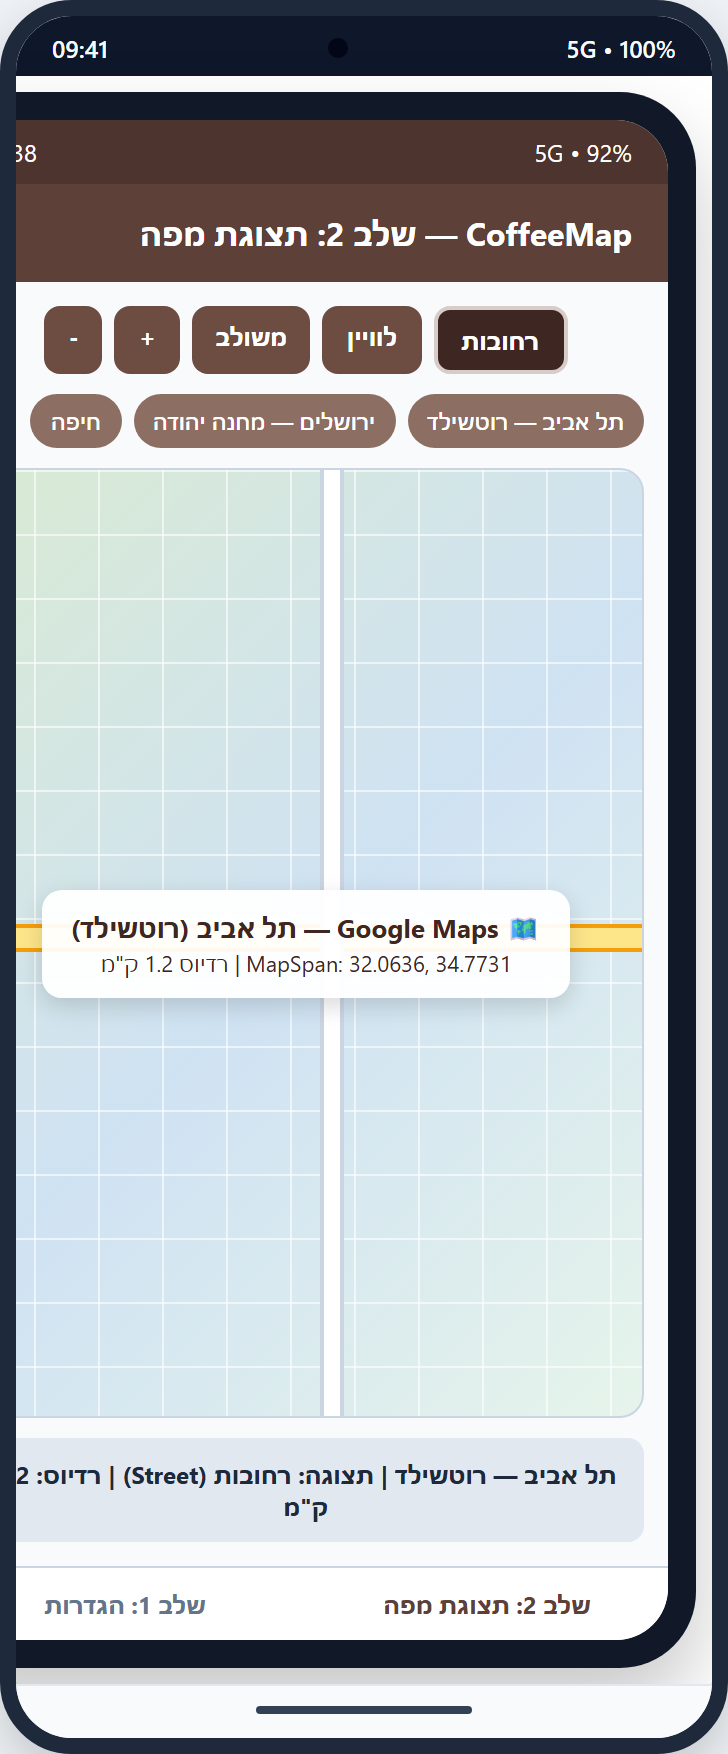 09:41
5G • 100%
38
5G • 92%
CoffeeMap — שלב 2: תצוגת מפה
רחובות
לוויין
משולב
+
-
תל אביב — רוטשילד
ירושלים — מחנה יהודה
חיפה
🗺️ Google Maps — תל אביב (רוטשילד)
MapSpan: 32.0636, 34.7731 | רדיוס 1.2 ק"מ
תל אביב — רוטשילד | תצוגה: רחובות (Street) | רדיוס: 2
ק"מ
שלב 2: תצוגת מפה
שלב 1: הגדרות